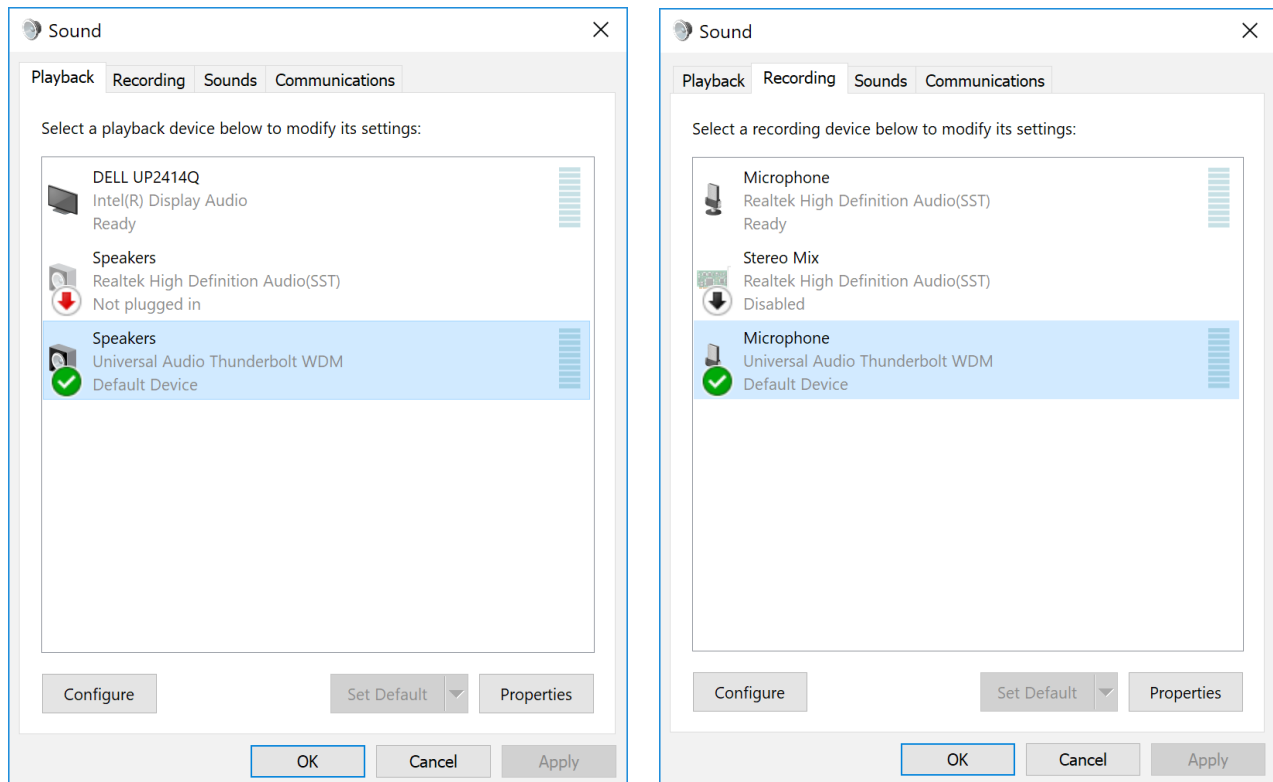 Sound
Playback Recording Sounds Communications
Select a playback device below to modify its settings:
DELL UP2414Q
Intel(R) Display Audio
Ready
Speakers
Realtek High Definition Audio(SST)
Not plugged in
Speakers
Universal Audio Thunderbolt WDM
Default Device
Configure Set Default Properties
OK Cancel Apply
Sound
Playback Recording Sounds Communications
Select a recording device below to modify its settings:
Microphone
Realtek High Definition Audio(SST)
Ready
Stereo Mix
Realtek High Definition Audio(SST)
Disabled
Microphone
Universal Audio Thunderbolt WDM
Default Device
Configure Set Default Properties
OK Cancel Apply